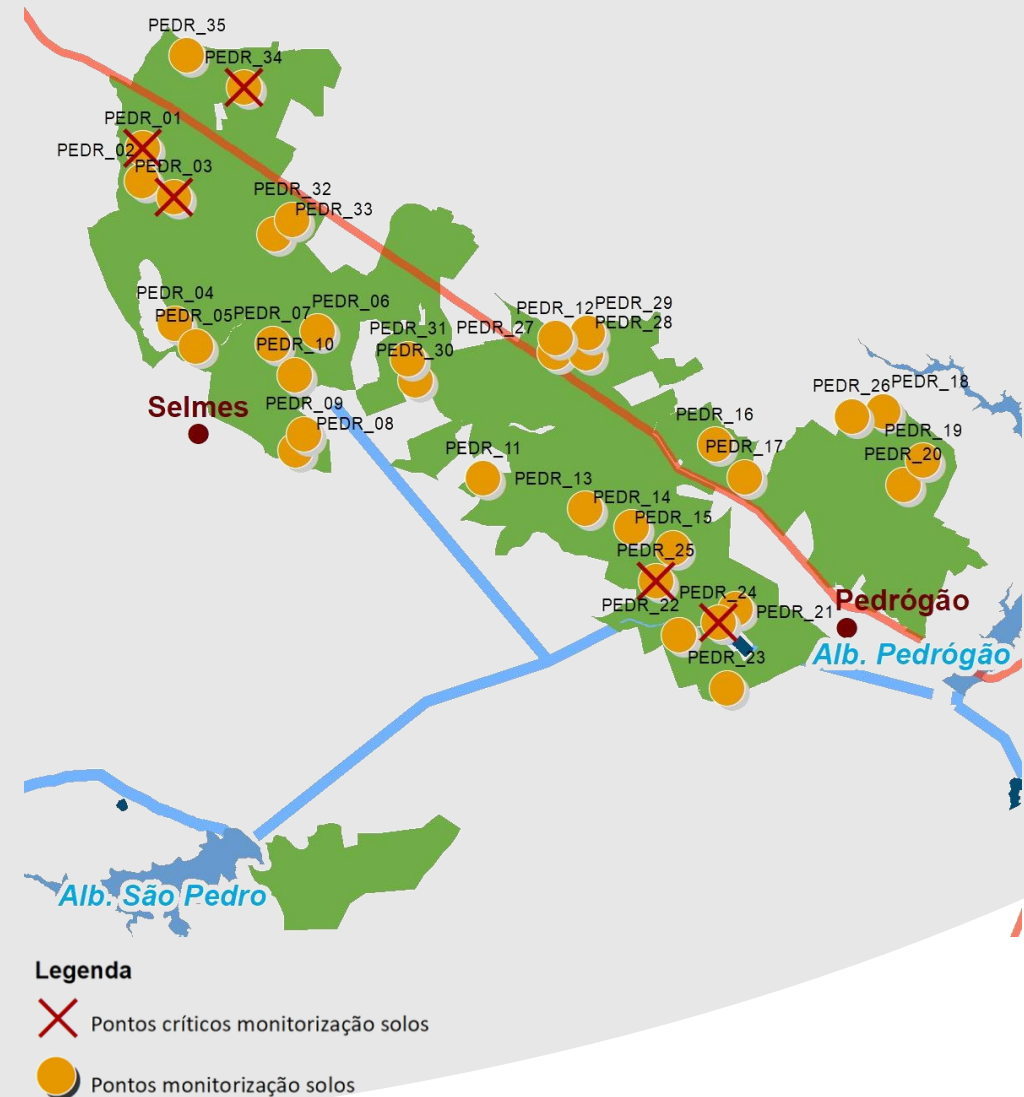 PEDR_35
PEDR_34
PEDR_01
PEDR_02
PEDR_03
PEDR_32
PEDR_33
PEDR_04
PEDR_05
PEDR_07
PEDR_06
PEDR_10
PEDR_31
PEDR_30
PEDR_27
PEDR_12
PEDR_29
PEDR_28
PEDR_09
PEDR_08
Selmes
PEDR_11
PEDR_13
PEDR_14
PEDR_15
PEDR_16
PEDR_17
PEDR_26
PEDR_18
PEDR_19
PEDR_20
PEDR_25
PEDR_22
PEDR_24
PEDR_21
PEDR_23
Pedrógão
Alb. Pedrógão
Alb. São Pedro
Legenda
Pontos críticos monitorização solos
Pontos monitorização solos